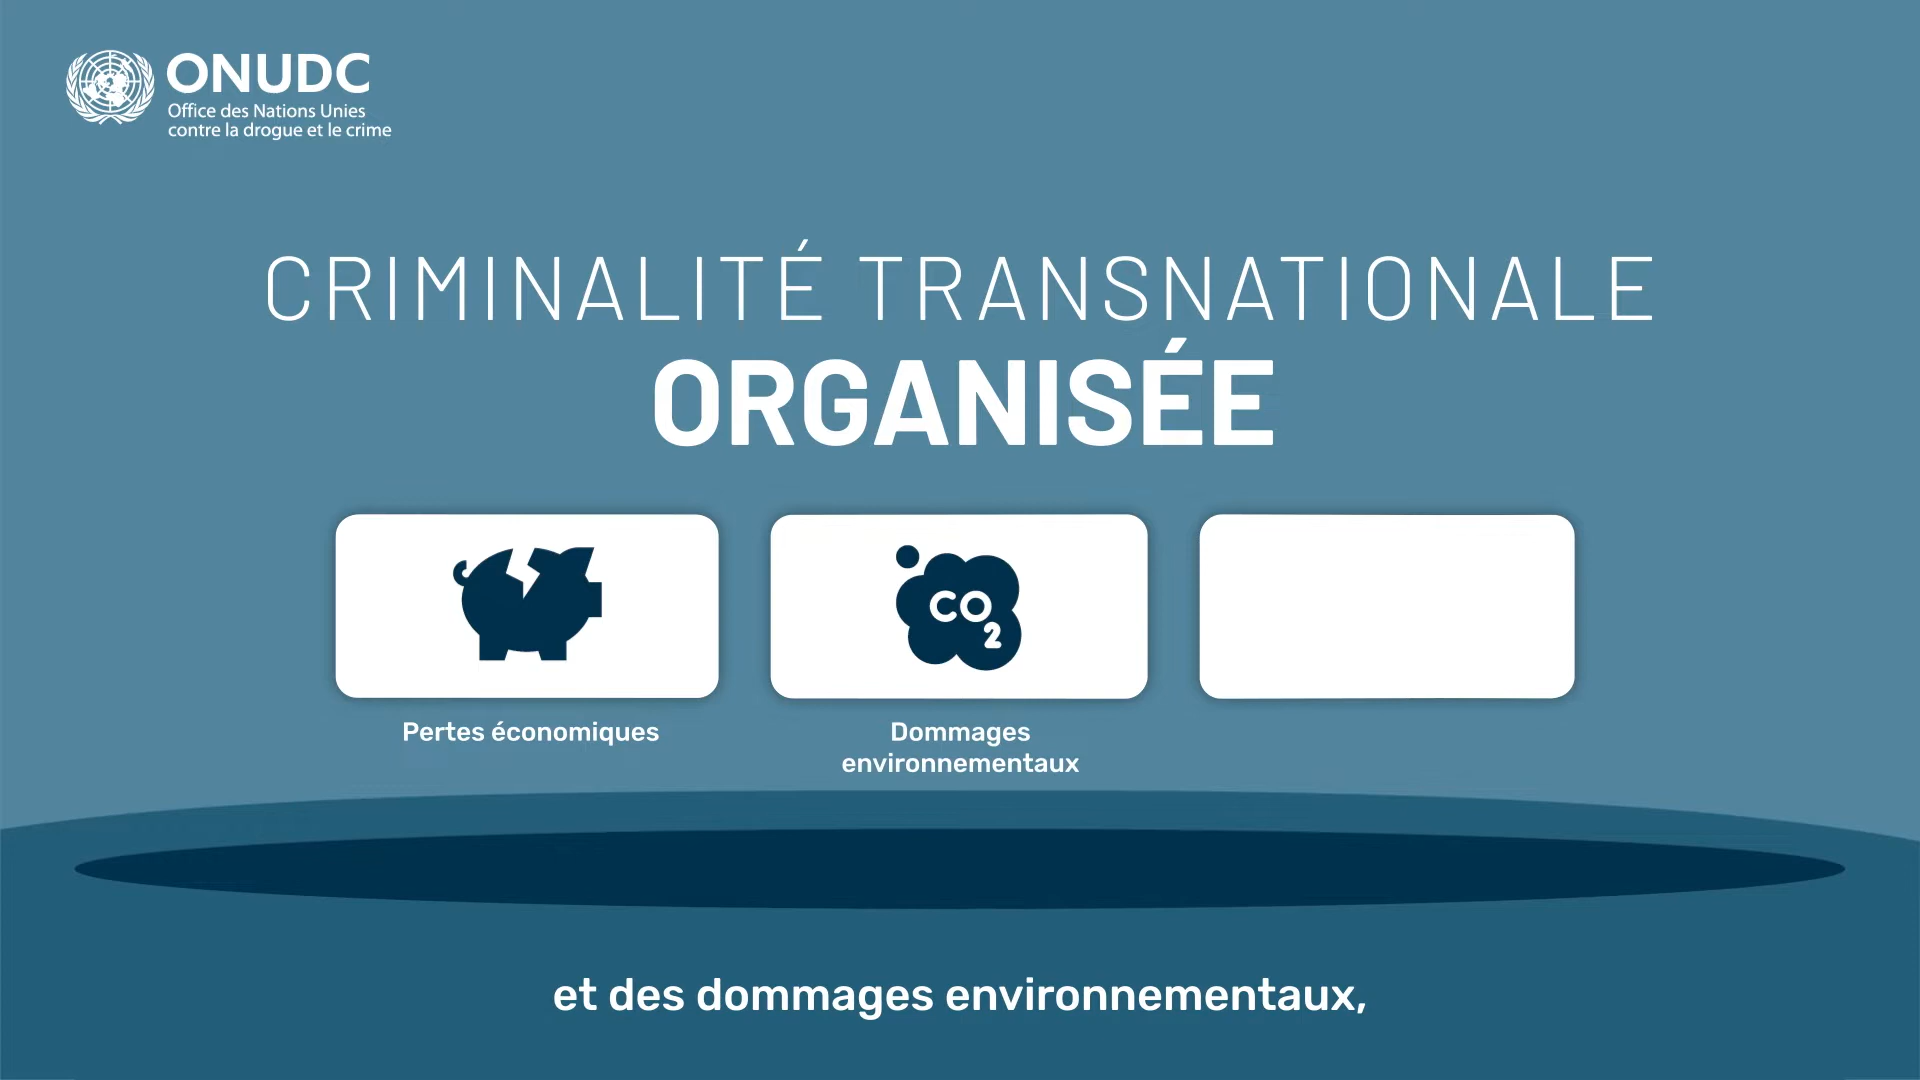 ONUDC
Office des Nations Unies
contre la drogue et le crime
CRIMINALITÉ TRANSNATIONALE
ORGANISÉE
CO2
Pertes économiques
Dommages
environnementaux
et des dommages environnementaux,